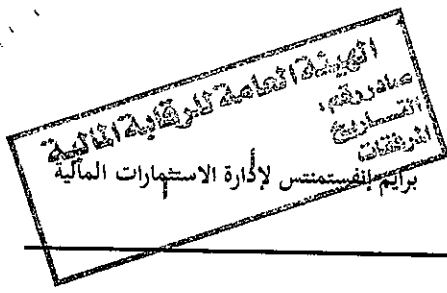 الهيئة العامة للرقابة المالية
صادر رقم:
التاريخ
المرفقات
برايم إنفستمنتس لإدارة الاستثمارات المالية